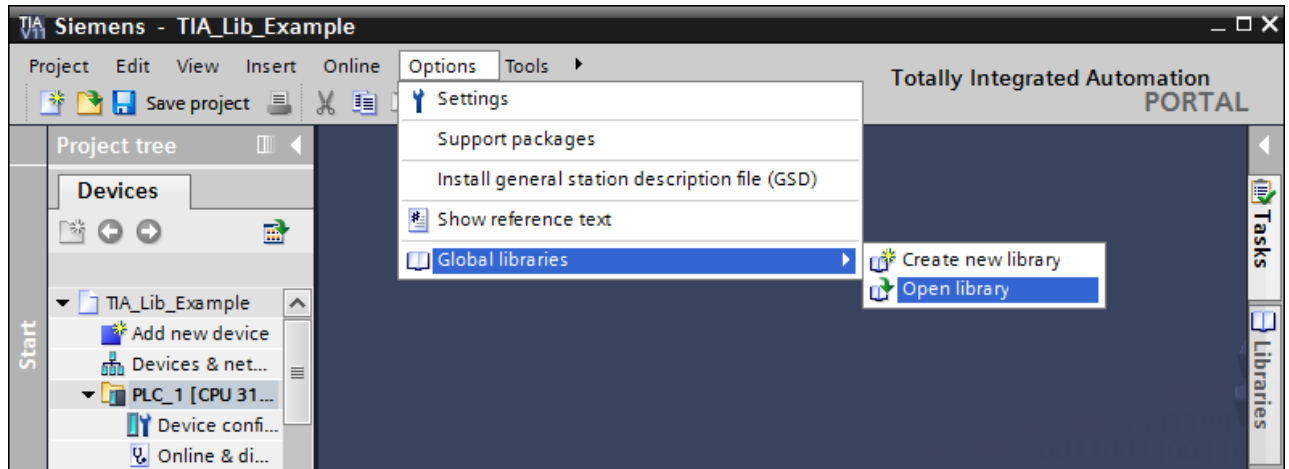 TIA V11 Siemens - TIA_Lib_Example
Project Edit View Insert Online Options Tools
Totally Integrated Automation
PORTAL
Save project
Settings
Support packages
Install general station description file (GSD)
Show reference text
Global libraries
Create new library
Open library
Project tree
Devices
TIA_Lib_Example
Add new device
Devices & net...
PLC_1 [CPU 31...
Device confi...
Online & di...
Start
Tasks
Libraries